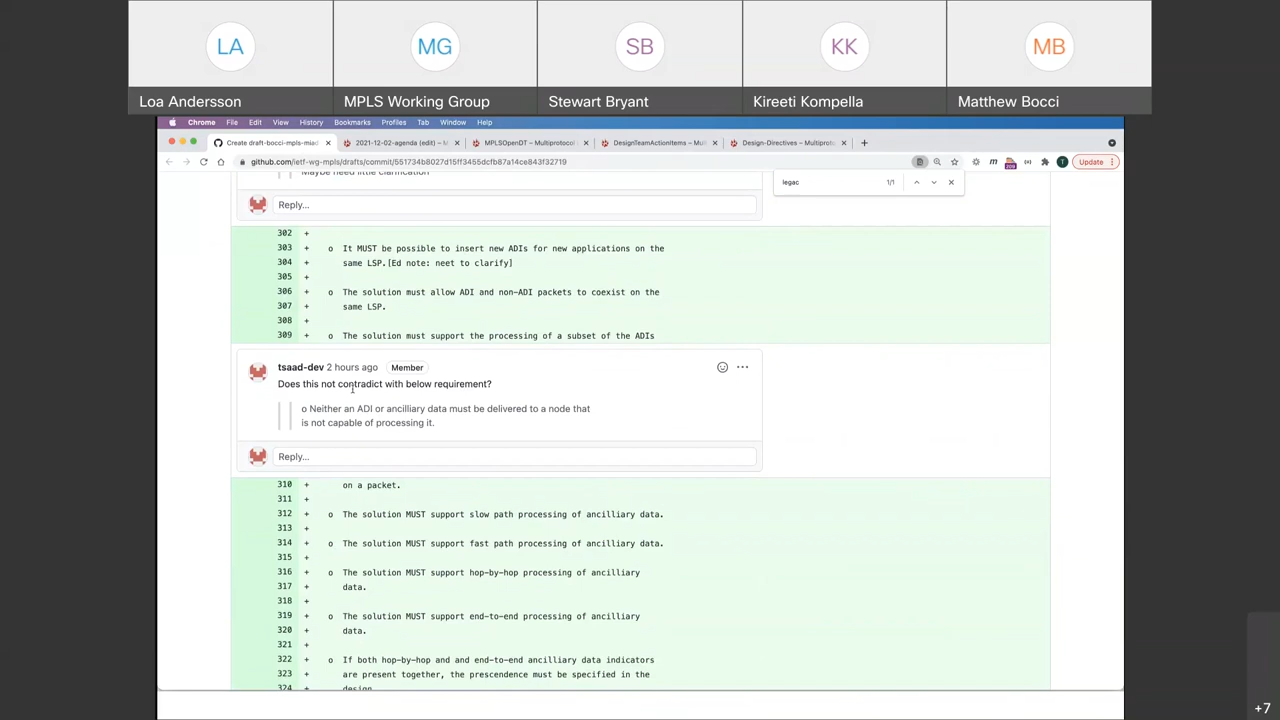 LA
MG
SB
KK
MB
Loa Andersson
MPLS Working Group
Stewart Bryant
Kireeti Kompella
Matthew Bocci
Chrome File Edit View History Bookmarks Profiles Tab Window Help
Create draft-bocci-mpls-miad
2021-12-02-agenda (edit) – M
MPLSOpenDT – Multiprotocol
DesignTeamActionItems – Mult
Design-Directives – Multiproto
github.com/ietf-wg-mpls/drafts/commit/551734b8027d15ff3455dcfb87a14ce843f32719
Update
Maybe need little clarification
legac 1/1
Reply...
302 +
303 + o It MUST be possible to insert new ADIs for new applications on the
304 + same LSP.[Ed note: neet to clarify]
305 +
306 + o The solution must allow ADI and non-ADI packets to coexist on the
307 + same LSP.
308 +
309 + o The solution must support the processing of a subset of the ADIs
tsaad-dev 2 hours ago Member
Does this not contradict with below requirement?
o Neither an ADI or ancilliary data must be delivered to a node that
is not capable of processing it.
Reply...
310 + on a packet.
311 +
312 + o The solution MUST support slow path processing of ancilliary data.
313 +
314 + o The solution MUST support fast path processing of ancilliary data.
315 +
316 + o The solution MUST support hop-by-hop processing of ancilliary
317 + data.
318 +
319 + o The solution MUST support end-to-end processing of ancilliary
320 + data.
321 +
322 + o If both hop-by-hop and and end-to-end ancilliary data indicators
323 + are present together, the prescendence must be specified in the
324 + design.
+7